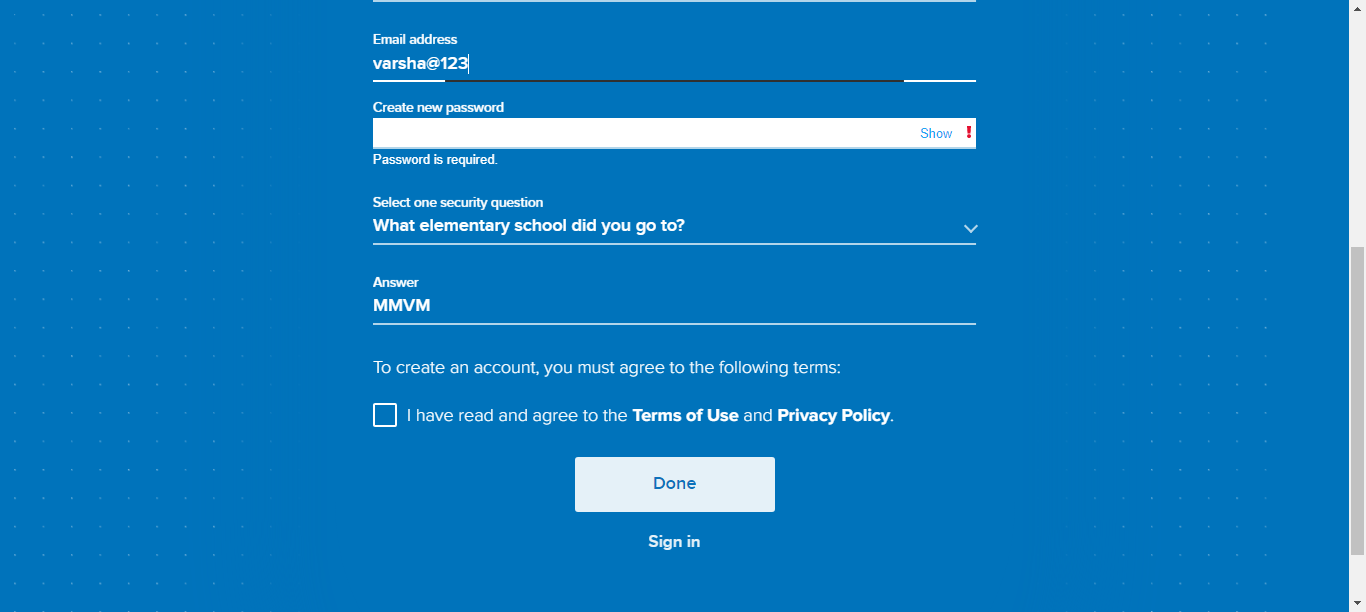 Email address
varsha@123
Create new password
Show !
Password is required.
Select one security question
What elementary school did you go to?
Answer
MMVM
To create an account, you must agree to the following terms:
I have read and agree to the Terms of Use and Privacy Policy.
Done
Sign in